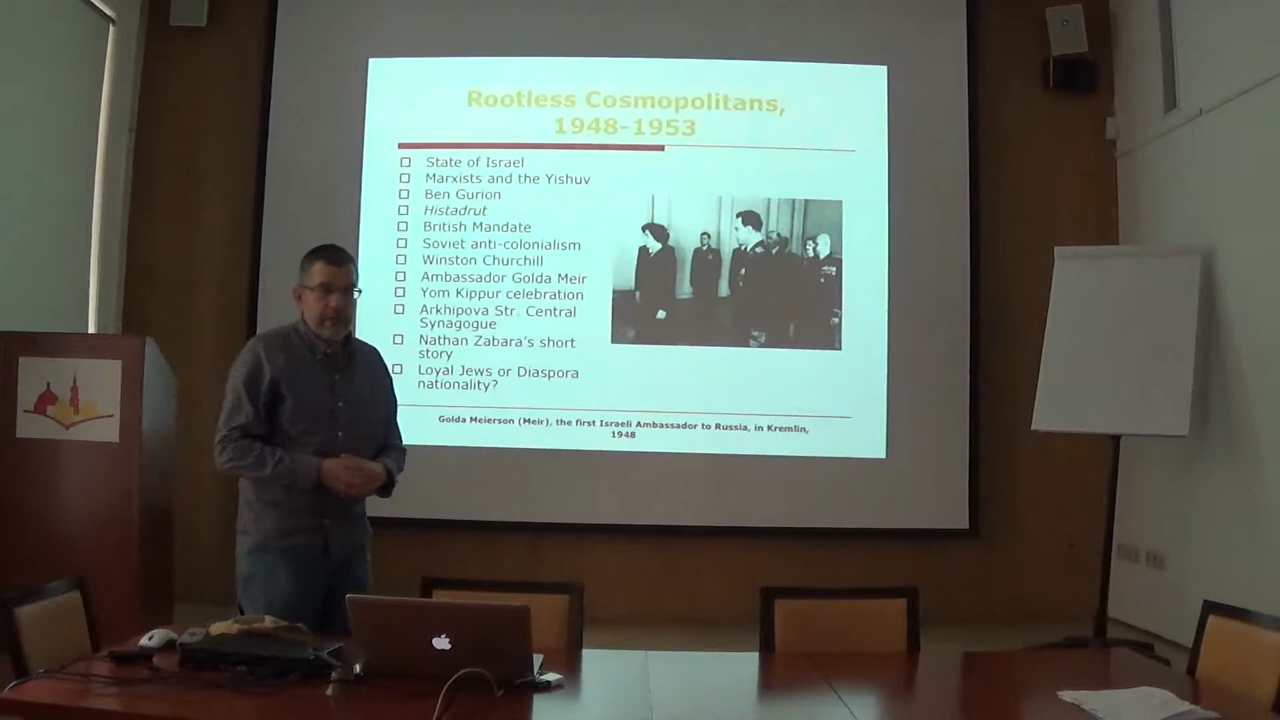 Rootless Cosmopolitans,
1948-1953
State of Israel
Marxists and the Yishuv
Ben Gurion
Histadrut
British Mandate
Soviet anti-colonialism
Winston Churchill
Ambassador Golda Meir
Yom Kippur celebration
Arkhipova Str. Central
Synagogue
Nathan Zabara's short
story
Loyal Jews or Diaspora
nationality?
Golda Meierson (Meir), the first Israeli Ambassador to Russia, in Kremlin,
1948